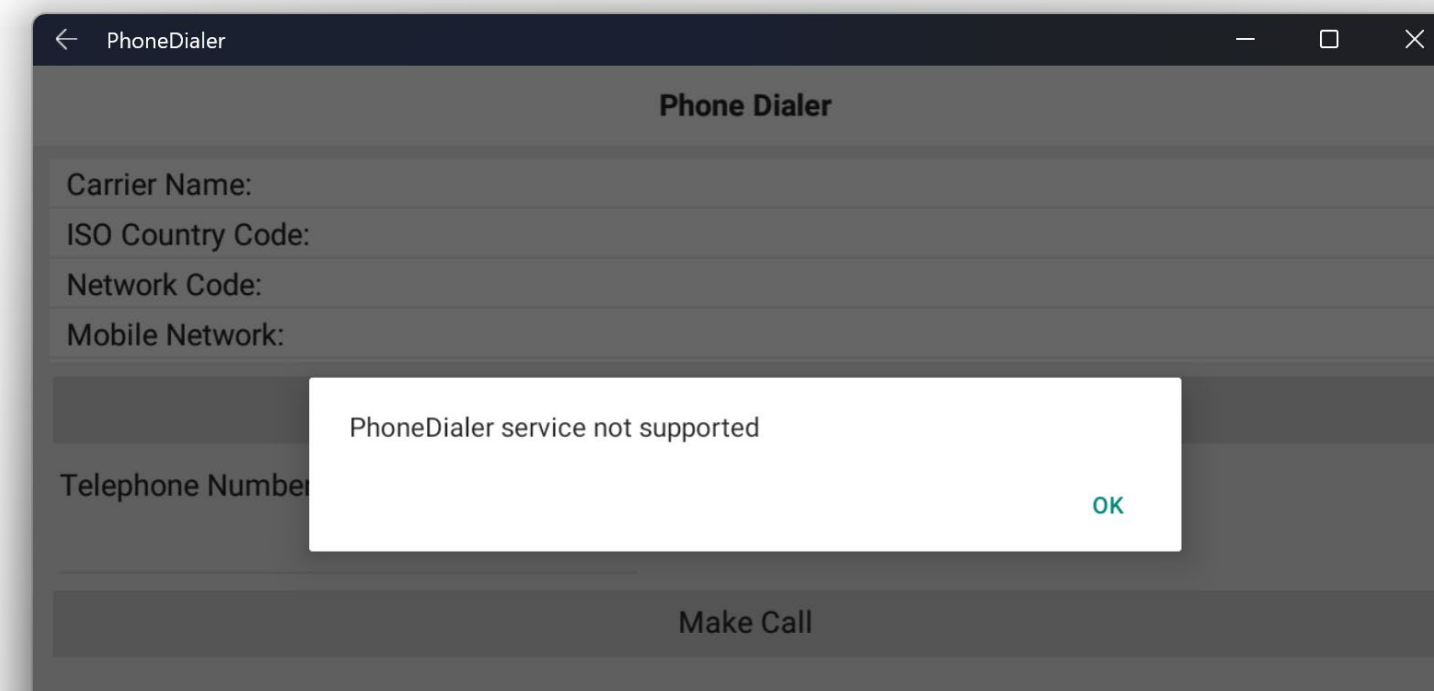 PhoneDialer
Phone Dialer
Carrier Name:
ISO Country Code:
Network Code:
Mobile Network:
PhoneDialer service not supported
Telephone Number
OK
Make Call